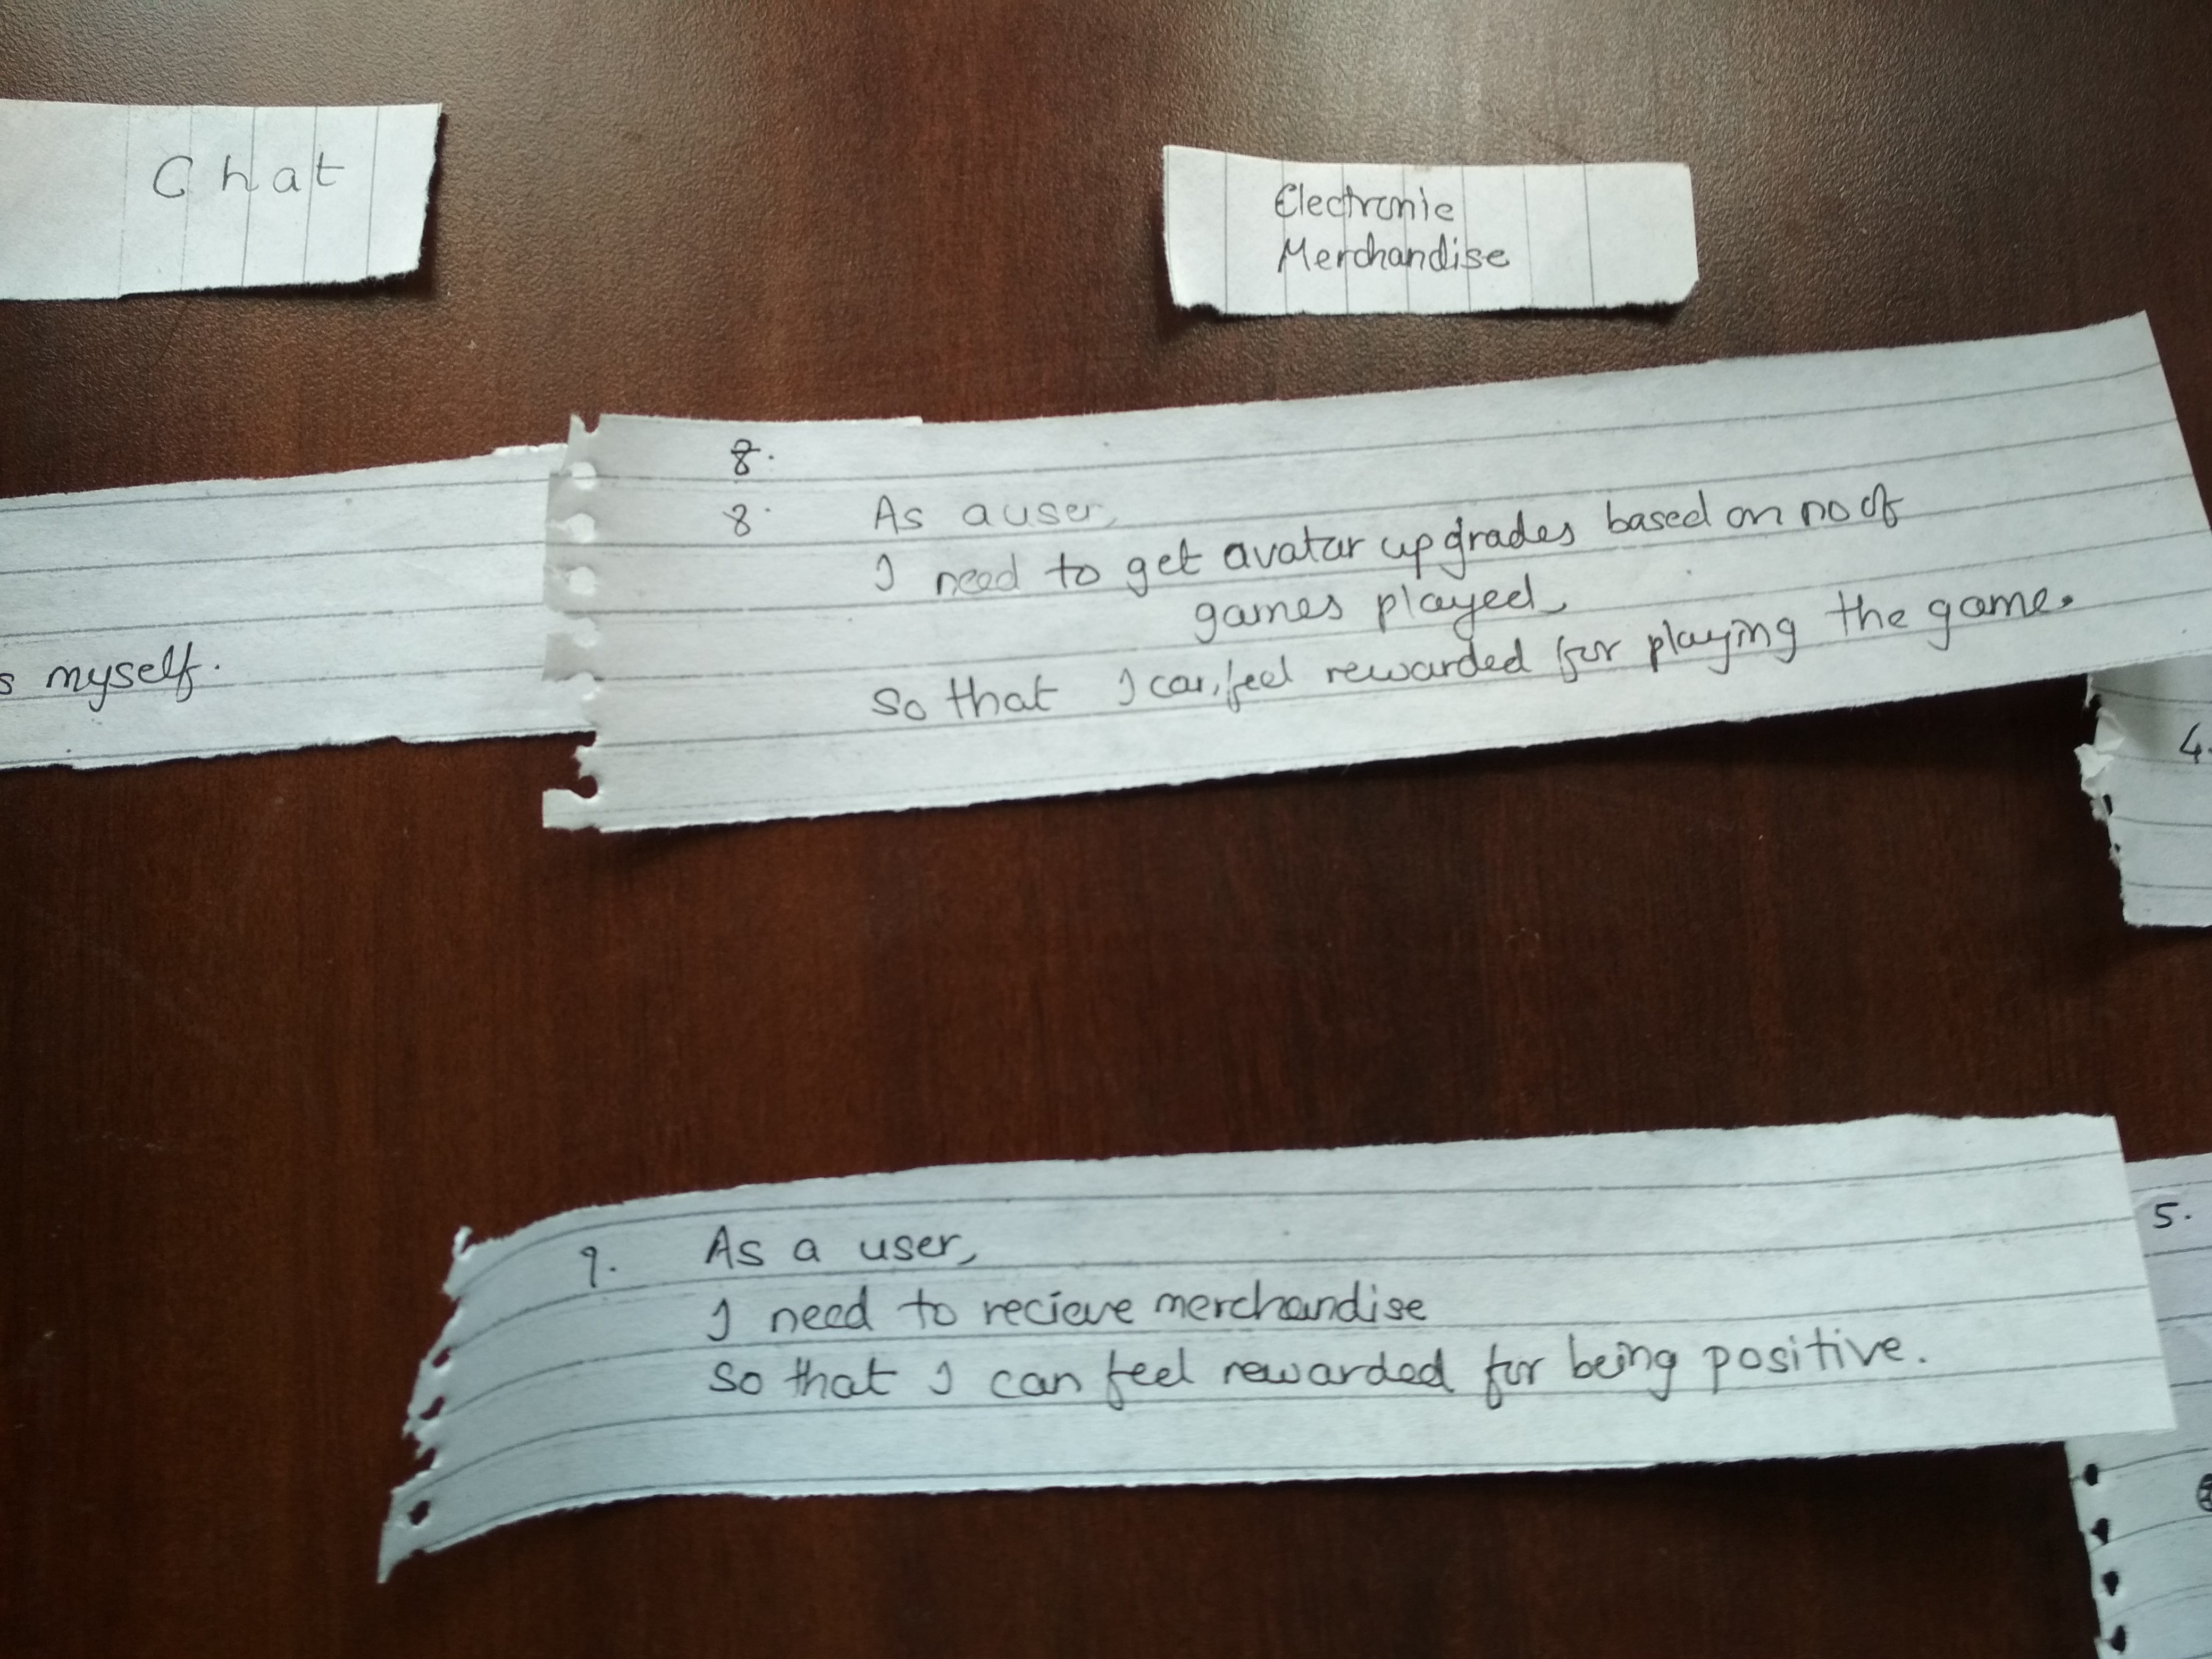 Chat
Electronic
Merchandise
8.
8. As a user,
I need to get avatar upgrades based on no of
games played,
so that I can feel rewarded for playing the game.
s myself.
4.
9. As a user,
I need to recieve merchandise
so that I can feel rewarded for being positive.
5.